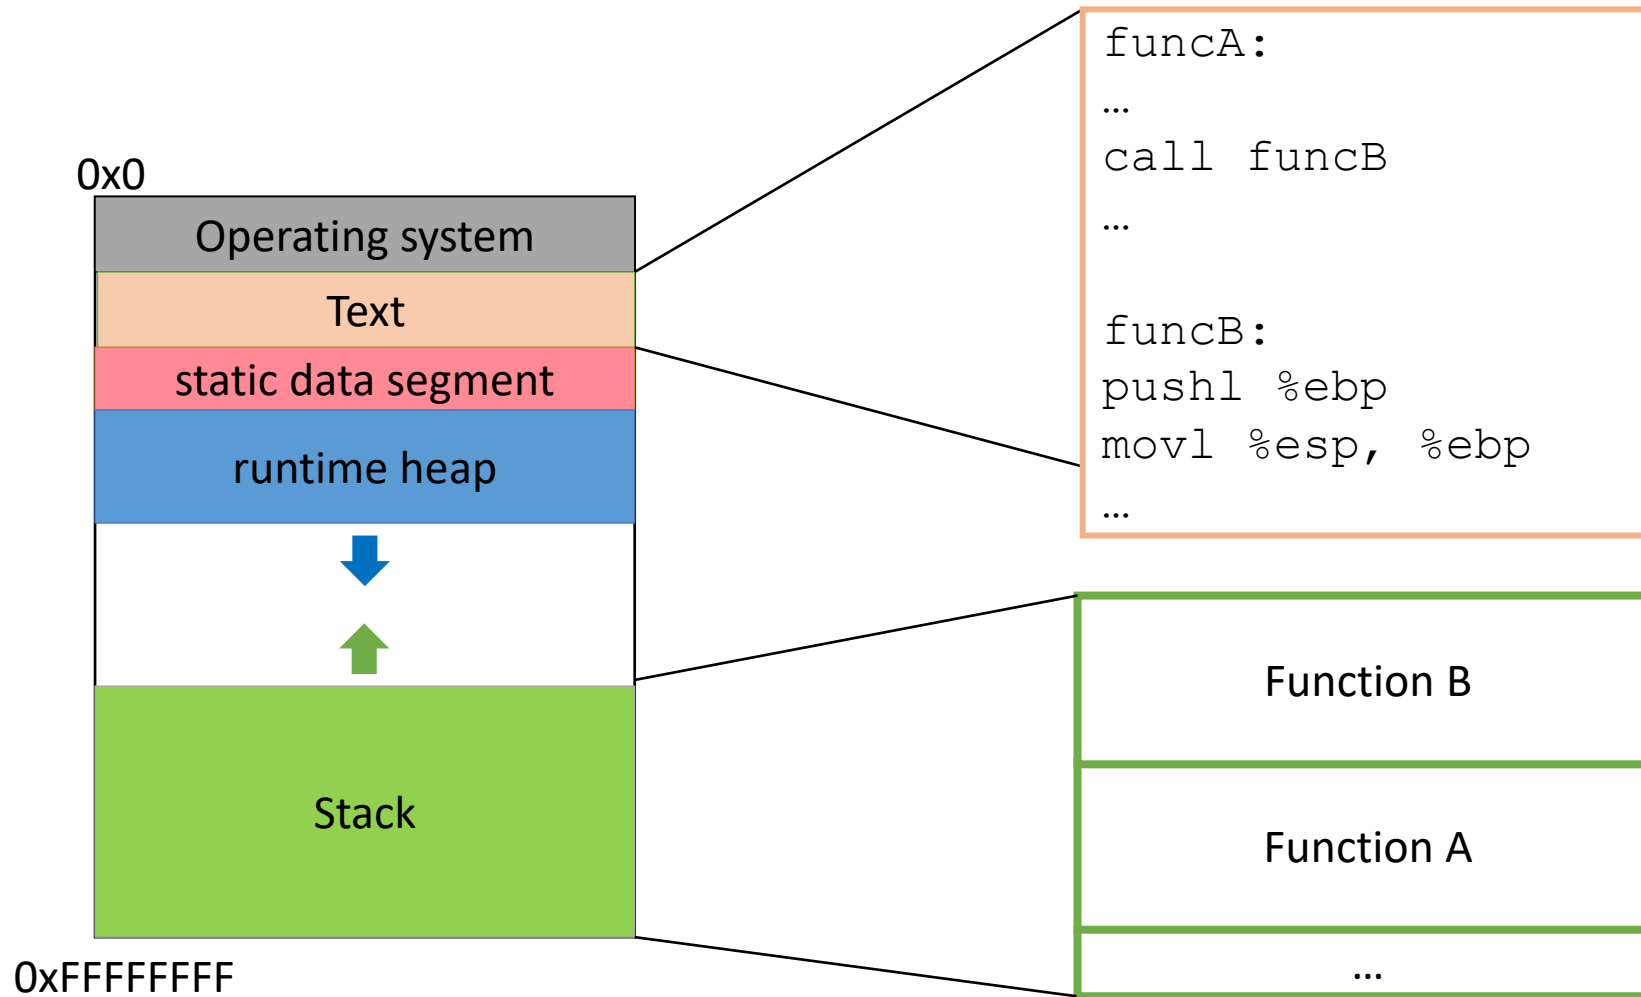 0x0
Operating system
Text
static data segment
runtime heap
Stack
0xFFFFFFFF
funcA:
…
call funcB
…
funcB:
pushl %ebp
movl %esp, %ebp
…
Function B
Function A
…